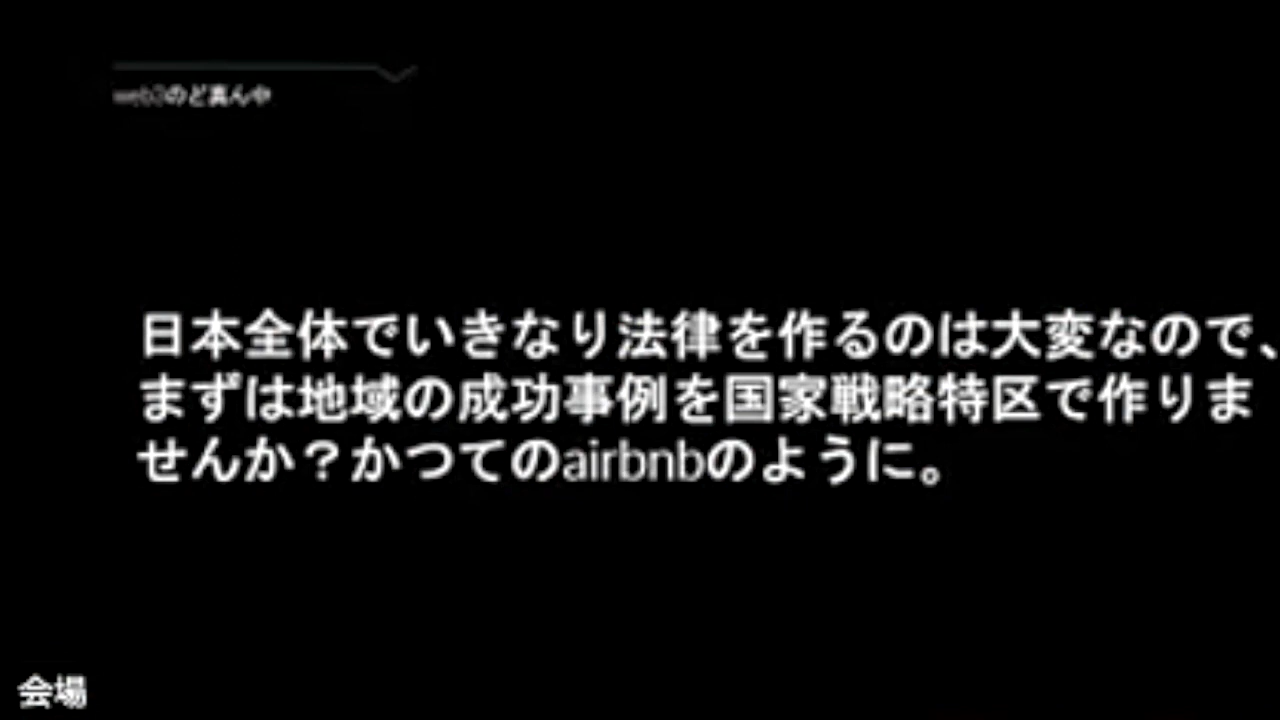 web3のど真ん中
日本全体でいきなり法律を作るのは大変なので、
まずは地域の成功事例を国家戦略特区で作りま
せんか？かつてのairbnbのように。
会場